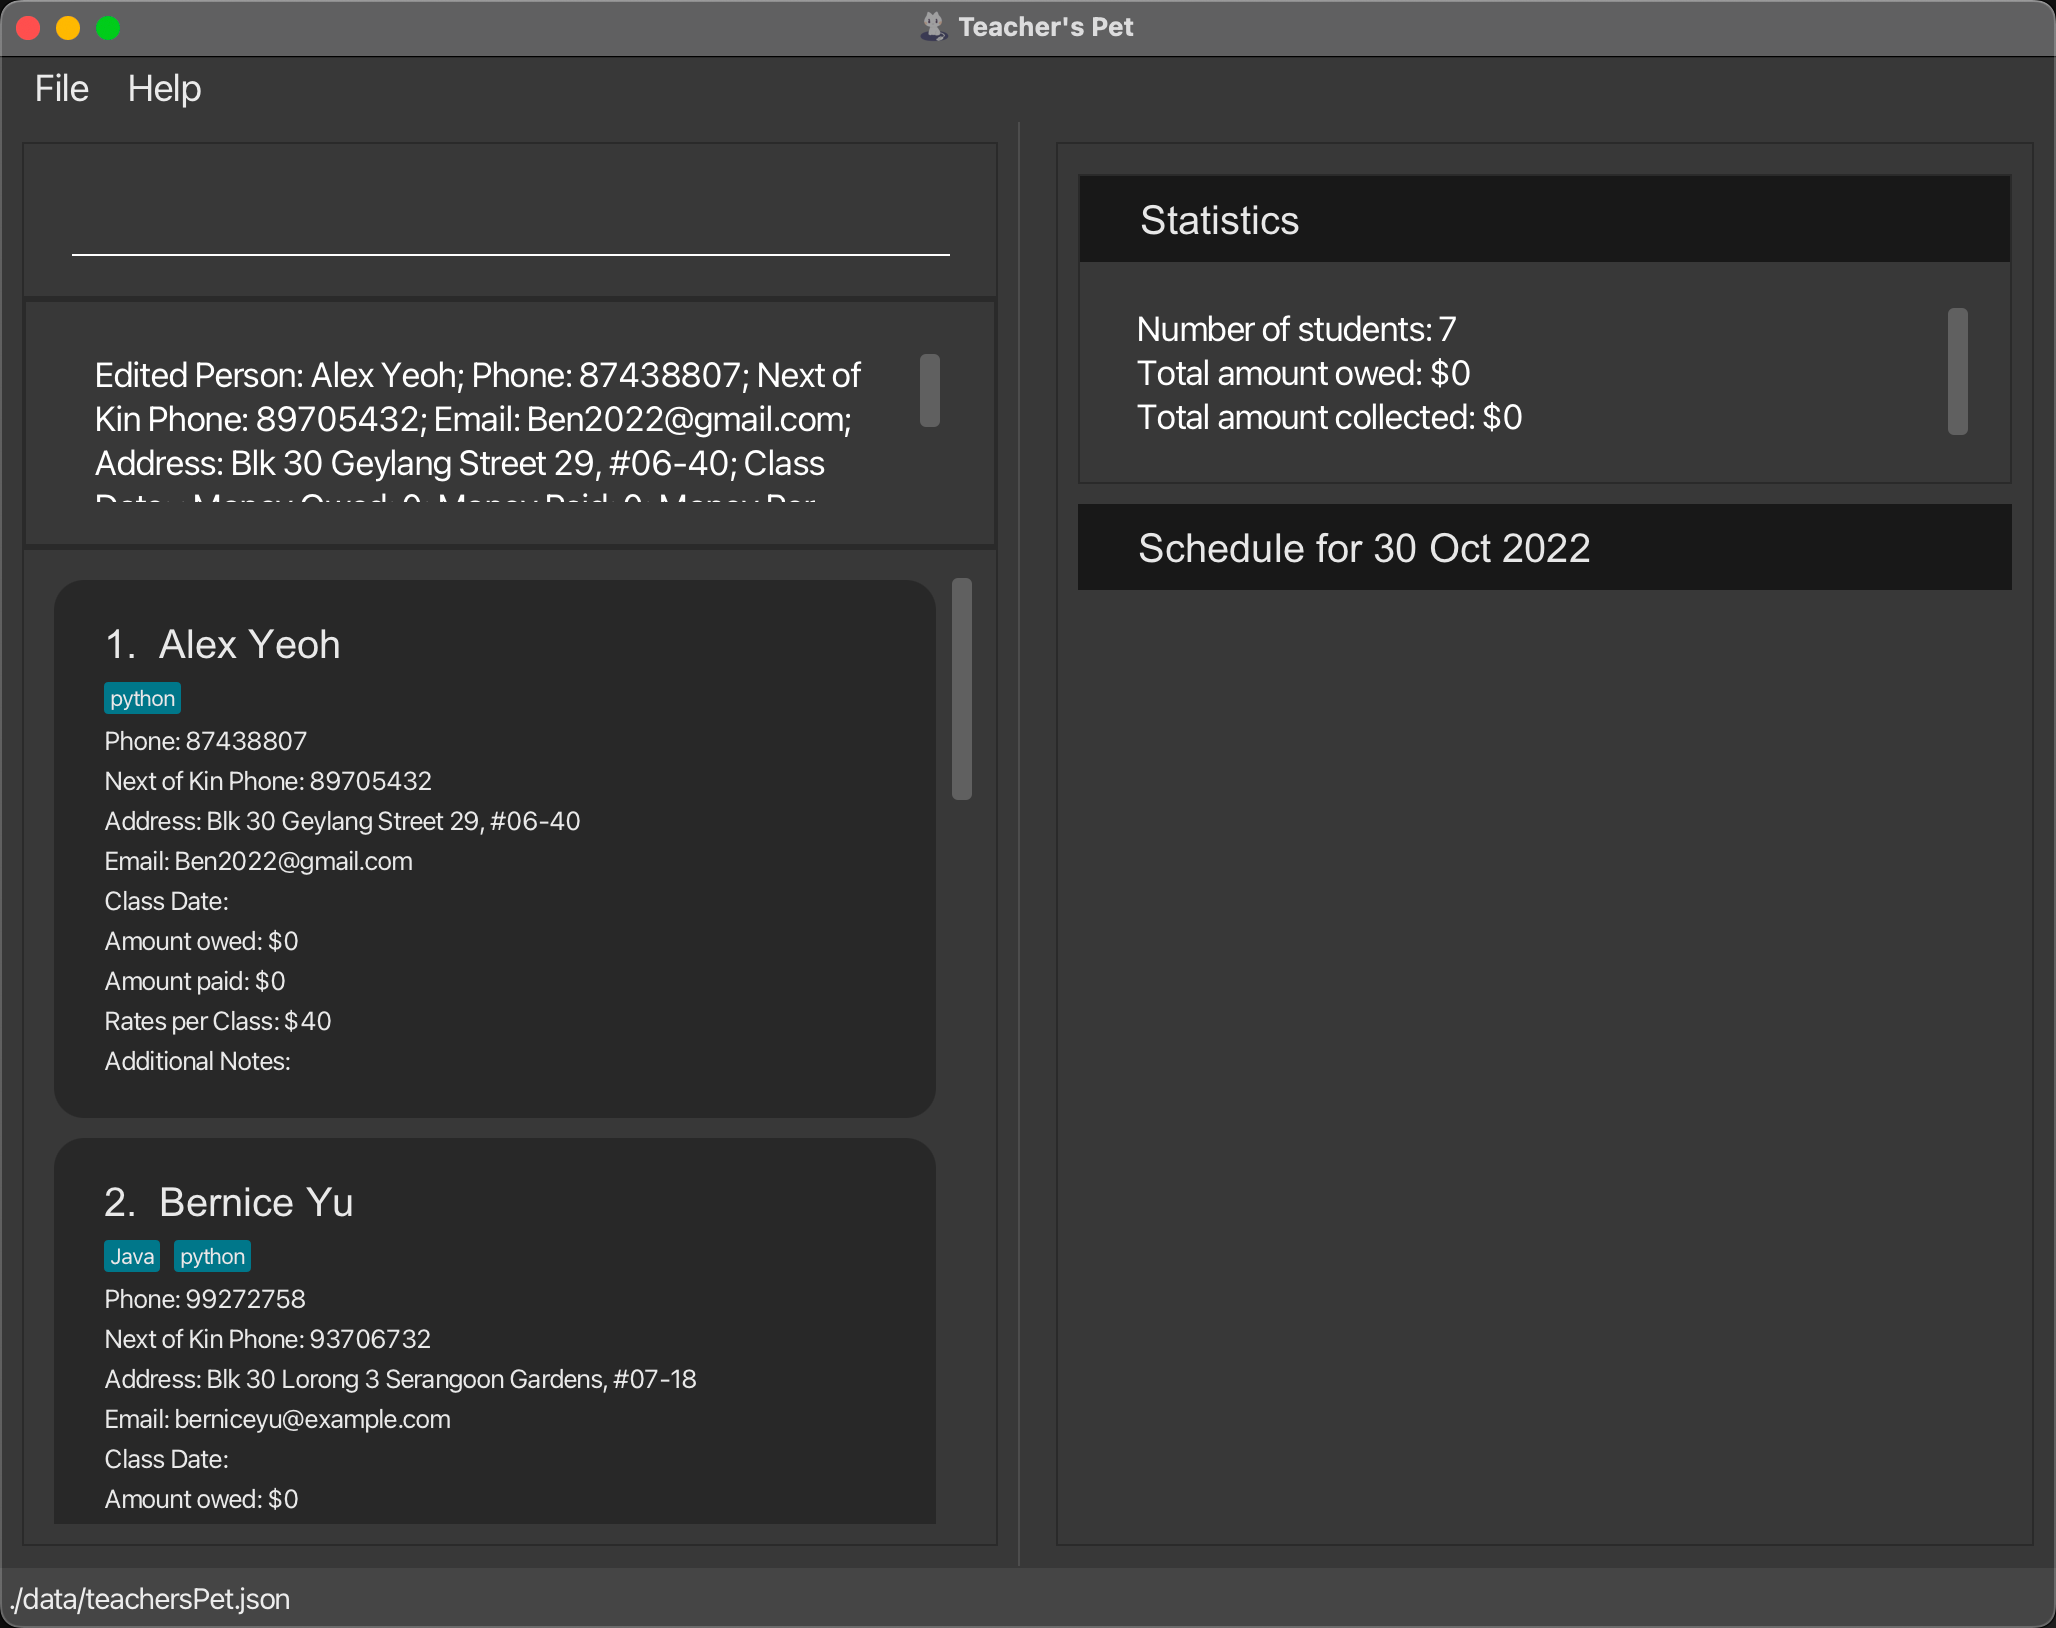 Teacher's Pet
File Help
Edited Person: Alex Yeoh; Phone: 87438807; Next of
Kin Phone: 89705432; Email: Ben2022@gmail.com;
Address: Blk 30 Geylang Street 29, #06-40; Class
1. Alex Yeoh
python
Phone: 87438807
Next of Kin Phone: 89705432
Address: Blk 30 Geylang Street 29, #06-40
Email: Ben2022@gmail.com
Class Date:
Amount owed: $0
Amount paid: $0
Rates per Class: $40
Additional Notes:
2. Bernice Yu
Java python
Phone: 99272758
Next of Kin Phone: 93706732
Address: Blk 30 Lorong 3 Serangoon Gardens, #07-18
Email: berniceyu@example.com
Class Date:
Amount owed: $0
Statistics
Number of students: 7
Total amount owed: $0
Total amount collected: $0
Schedule for 30 Oct 2022
./data/teachersPet.json